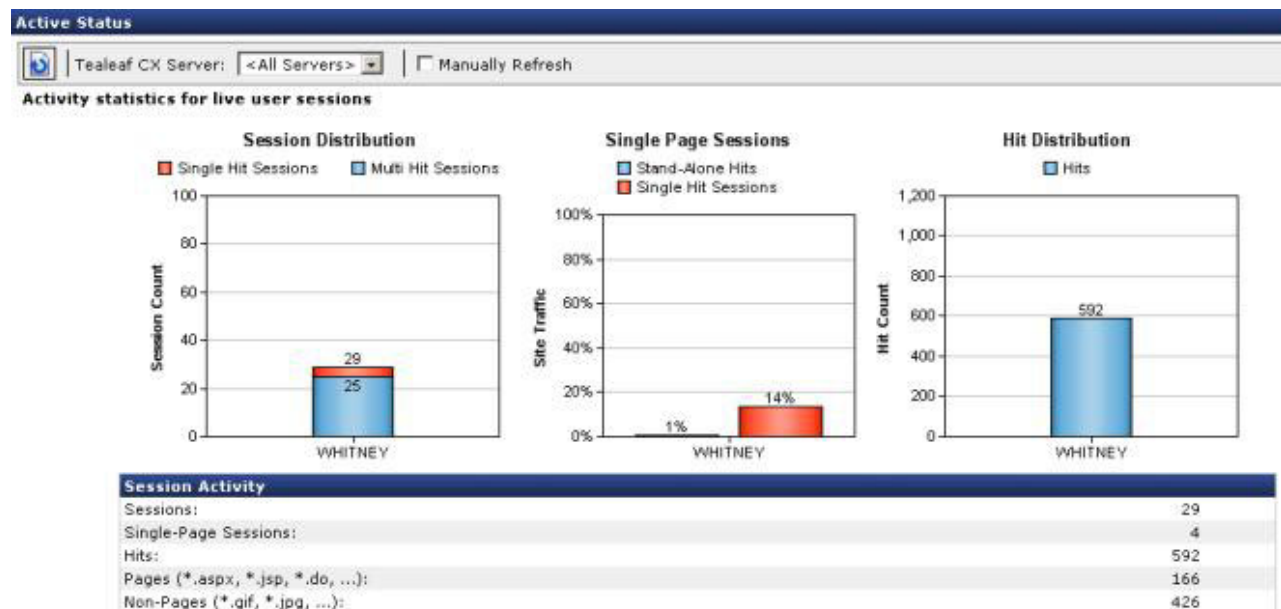 Active Status
Tealeaf CX Server: <All Servers> Manually Refresh
Activity statistics for live user sessions
Session Distribution
Single Hit Sessions Multi Hit Sessions
100
80
60
40
20
0
Session Count
29
25
WHITNEY
Single Page Sessions
Stand-Alone Hits
Single Hit Sessions
100%
80%
60%
40%
20%
0%
Site Traffic
1%
14%
WHITNEY
Hit Distribution
Hits
1,200
1,000
800
600
400
200
0
Hit Count
592
WHITNEY
Session Activity
Sessions: 29
Single-Page Sessions: 4
Hits: 592
Pages (*.aspx, *.jsp, *.do, ...): 166
Non-Pages (*.gif, *.jpg, ...): 426